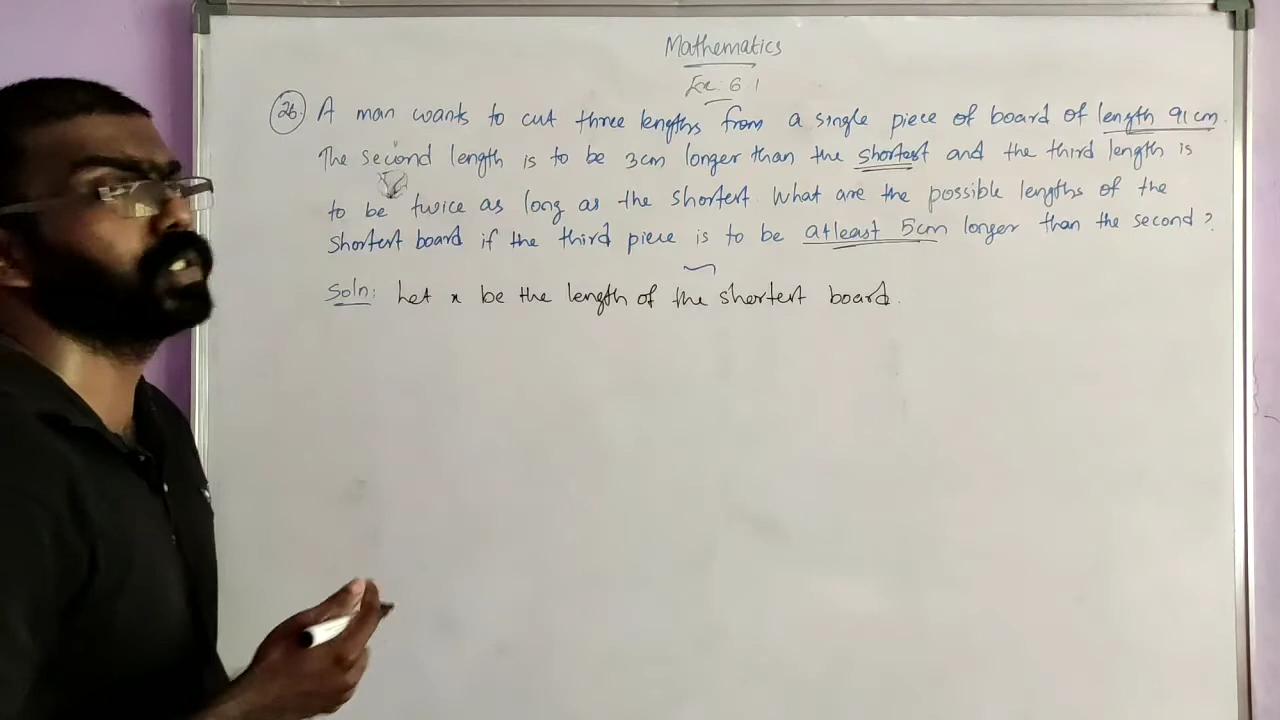 Mathematics
Ex: 6.1
26. A man wants to cut three lengths from a single piece of board of length 91cm.
The second length is to be 3cm longer than the shortest and the third length is
to be twice as long as the shortest. What are the possible lengths of the
shortest board if the third piece is to be atleast 5cm longer than the second?
Soln: Let x be the length of the shortest board.